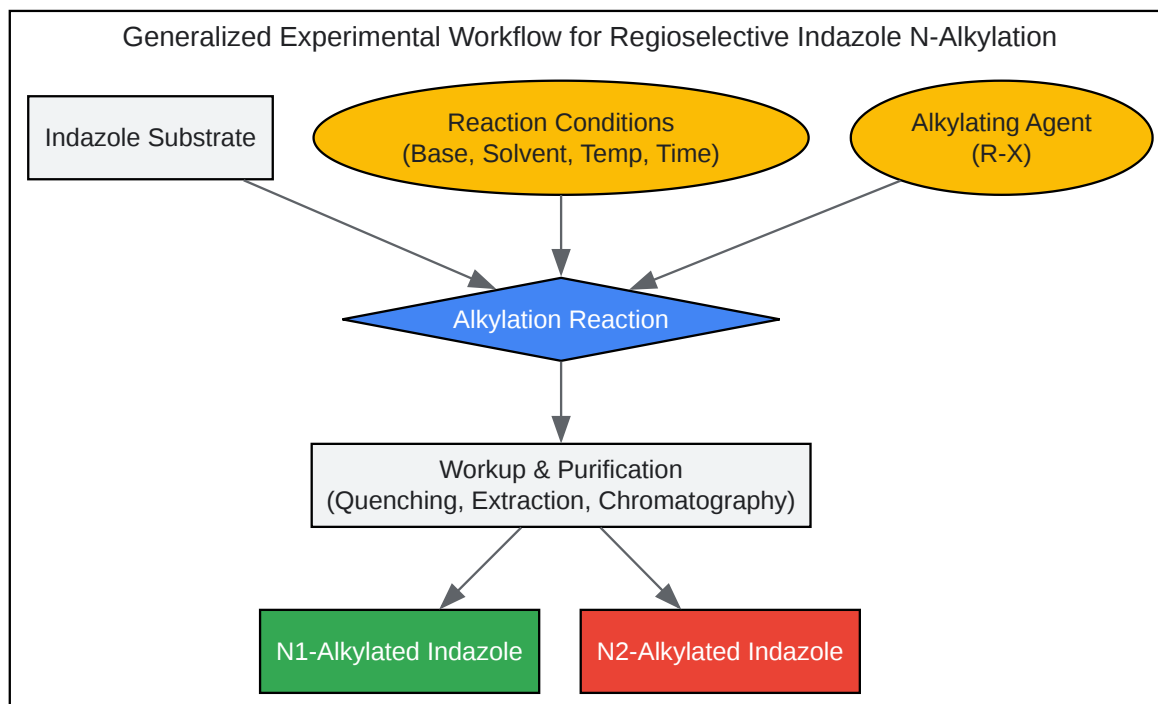 Generalized Experimental Workflow for Regioselective Indazole N-Alkylation
Indazole Substrate
Reaction Conditions
(Base, Solvent, Temp, Time)
Alkylating Agent
(R-X)
Alkylation Reaction
Workup & Purification
(Quenching, Extraction, Chromatography)
N1-Alkylated Indazole
N2-Alkylated Indazole